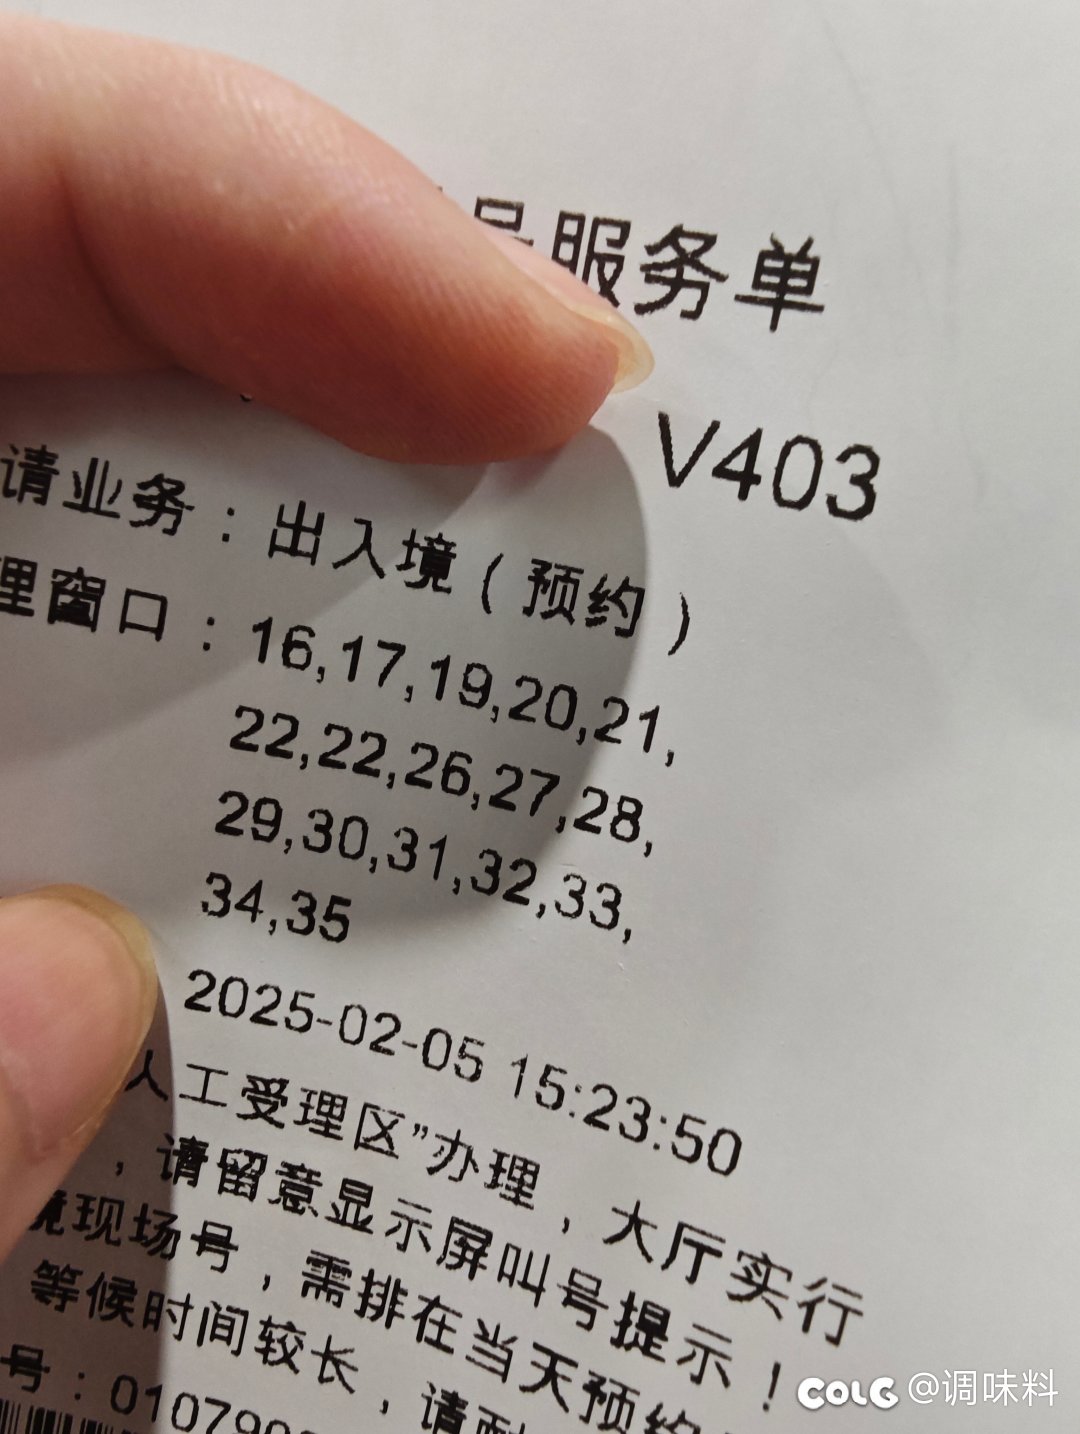 号服务单
V403
请业务：出入境（预约）
理窗口：16,17,19,20,21,
22,22,26,27,28,
29,30,31,32,33,
34,35
2025-02-05 15:23:50
人工受理区”办理，大厅实行
，请留意显示屏叫号提示！
境现场号，需排在当天预约
等候时间较长，请耐
号：010790
COLG @调味料